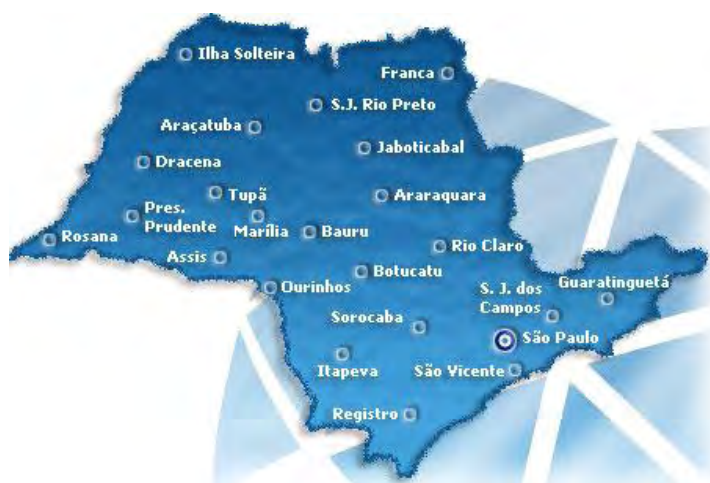 Ilha Solteira
Franca
S.J. Rio Preto
Araçatuba
Jaboticabal
Dracena
Tupã
Araraquara
Pres.
Prudente
Marília
Bauru
Rosana
Rio Claro
Assis
Botucatu
Ourinhos
S. J. dos
Campos
Guaratinguetá
Sorocaba
São Paulo
Itapeva
São Vicente
Registro